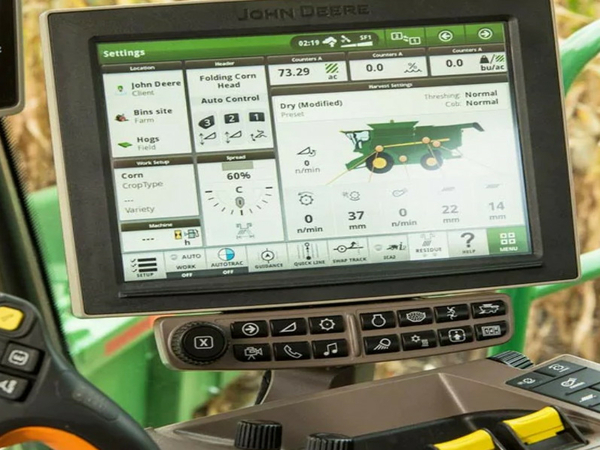 JOHN DEERE
Settings
02:19
SF1
Location
Header
Counters A
Counters A
Counters A
73.29 ac
0.0 %
0.0 bu/ac
John Deere
Client
Bins site
Farm
Hogs
Field
Folding Corn
Head
Auto Control
3 2 1
Harvest Settings
Dry (Modified)
Preset
Threshing: Normal
Cob: Normal
Work Setup
Corn
CropType
---
Variety
Spread
60%
C
Machine
--- h
0
n/min
0
n/min
37
mm
0
n/min
22
mm
14
mm
SETUP
AUTO
WORK
OFF
AUTOTRAC
OFF
GUIDANCE
QUICK LINE
SWAP TRACK
RESIDUE
?
HELP
MENU
X